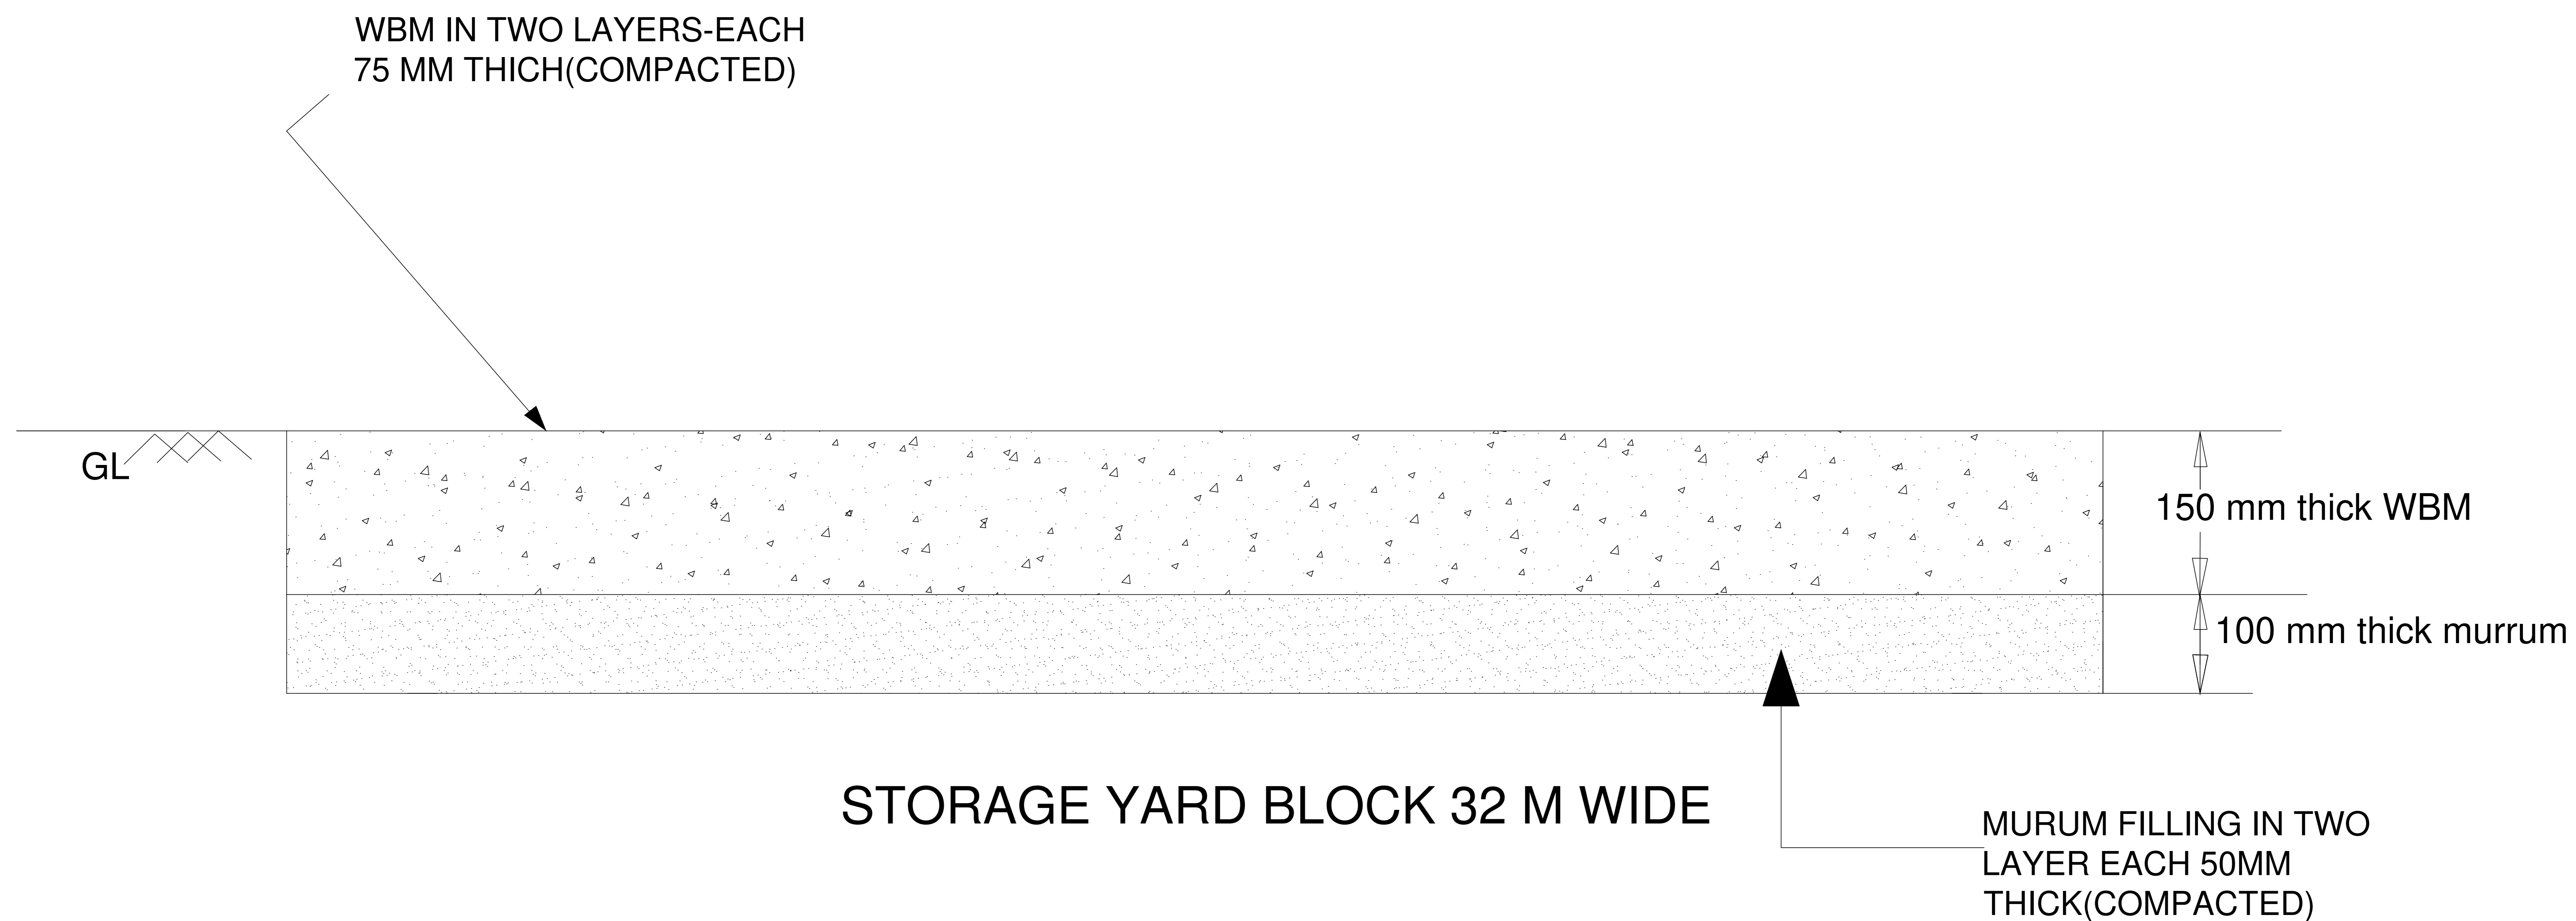 WBM IN TWO LAYERS-EACH
75 MM THICH(COMPACTED)
GL
150 mm thick WBM
100 mm thick murrum
STORAGE YARD BLOCK 32 M WIDE
MURUM FILLING IN TWO
LAYER EACH 50MM
THICK(COMPACTED)